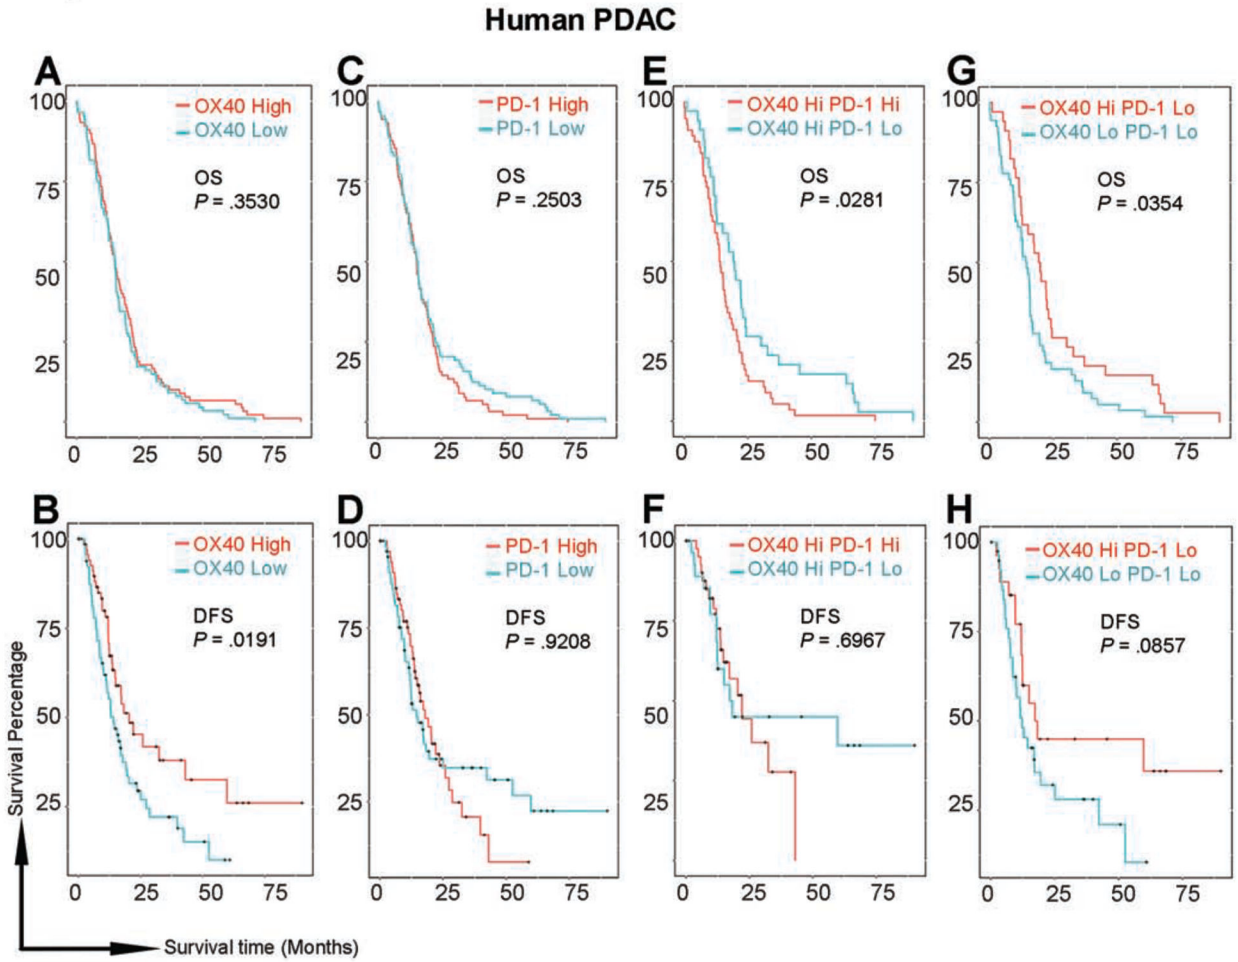 Human PDAC
A
100
75
50
25
0 25 50 75
OX40 High
OX40 Low
OS
P = .3530
C
100
75
50
25
0 25 50 75
PD-1 High
PD-1 Low
OS
P = .2503
E
100
75
50
25
0 25 50 75
OX40 Hi PD-1 Hi
OX40 Hi PD-1 Lo
OS
P = .0281
G
100
75
50
25
0 25 50 75
OX40 Hi PD-1 Lo
OX40 Lo PD-1 Lo
OS
P = .0354
B
100
75
50
25
0 25 50 75
OX40 High
OX40 Low
DFS
P = .0191
D
100
75
50
25
0 25 50 75
PD-1 High
PD-1 Low
DFS
P = .9208
F
100
75
50
25
0 25 50 75
OX40 Hi PD-1 Hi
OX40 Hi PD-1 Lo
DFS
P = .6967
H
100
75
50
25
0 25 50 75
OX40 Hi PD-1 Lo
OX40 Lo PD-1 Lo
DFS
P = .0857
Survival Percentage
Survival time (Months)